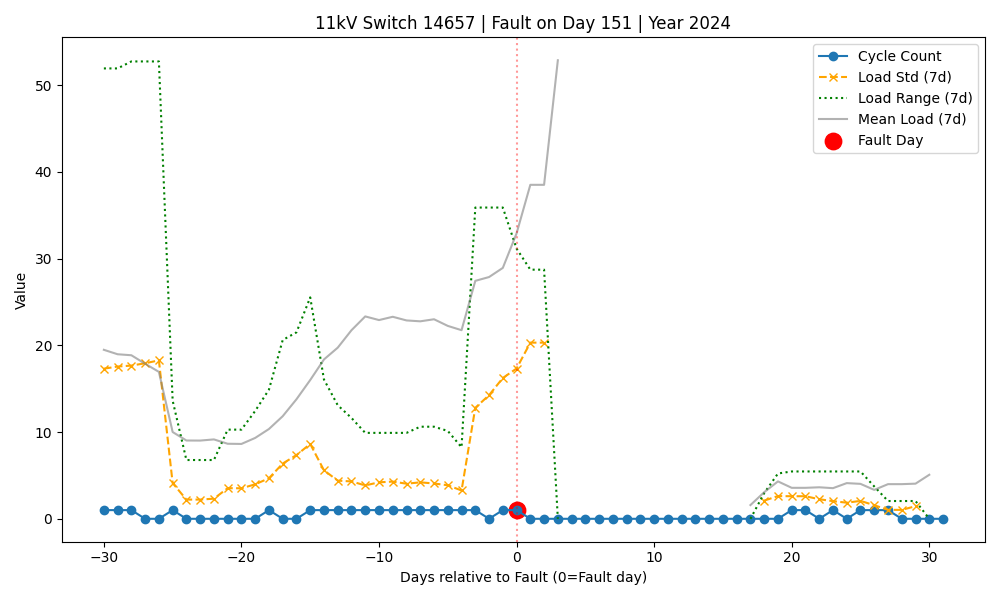 11kV Switch 14657 | Fault on Day 151 | Year 2024
Cycle Count
Load Std (7d)
Load Range (7d)
Mean Load (7d)
Fault Day
Value
50
40
30
20
10
0
−30
−20
−10
0
10
20
30
Days relative to Fault (0=Fault day)